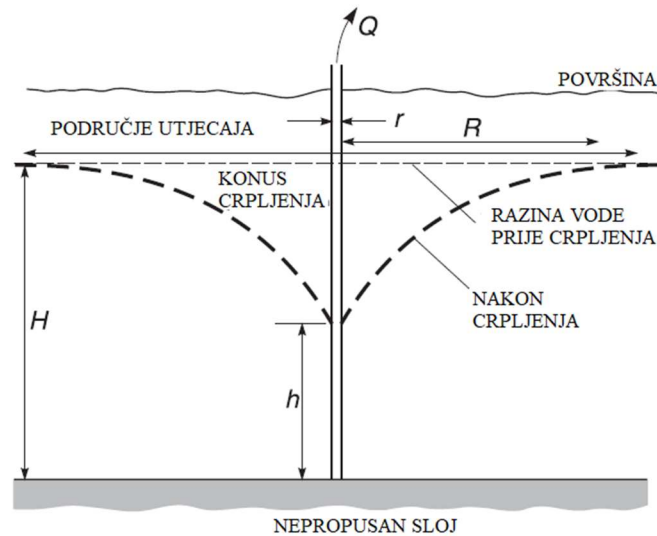 Q
POVRŠINA
r
PODRUČJE UTJECAJA
R
KONUS
CRPLJENJA
RAZINA VODE
PRIJE CRPLJENJA
NAKON
CRPLJENJA
H
h
NEPROPUSAN SLOJ